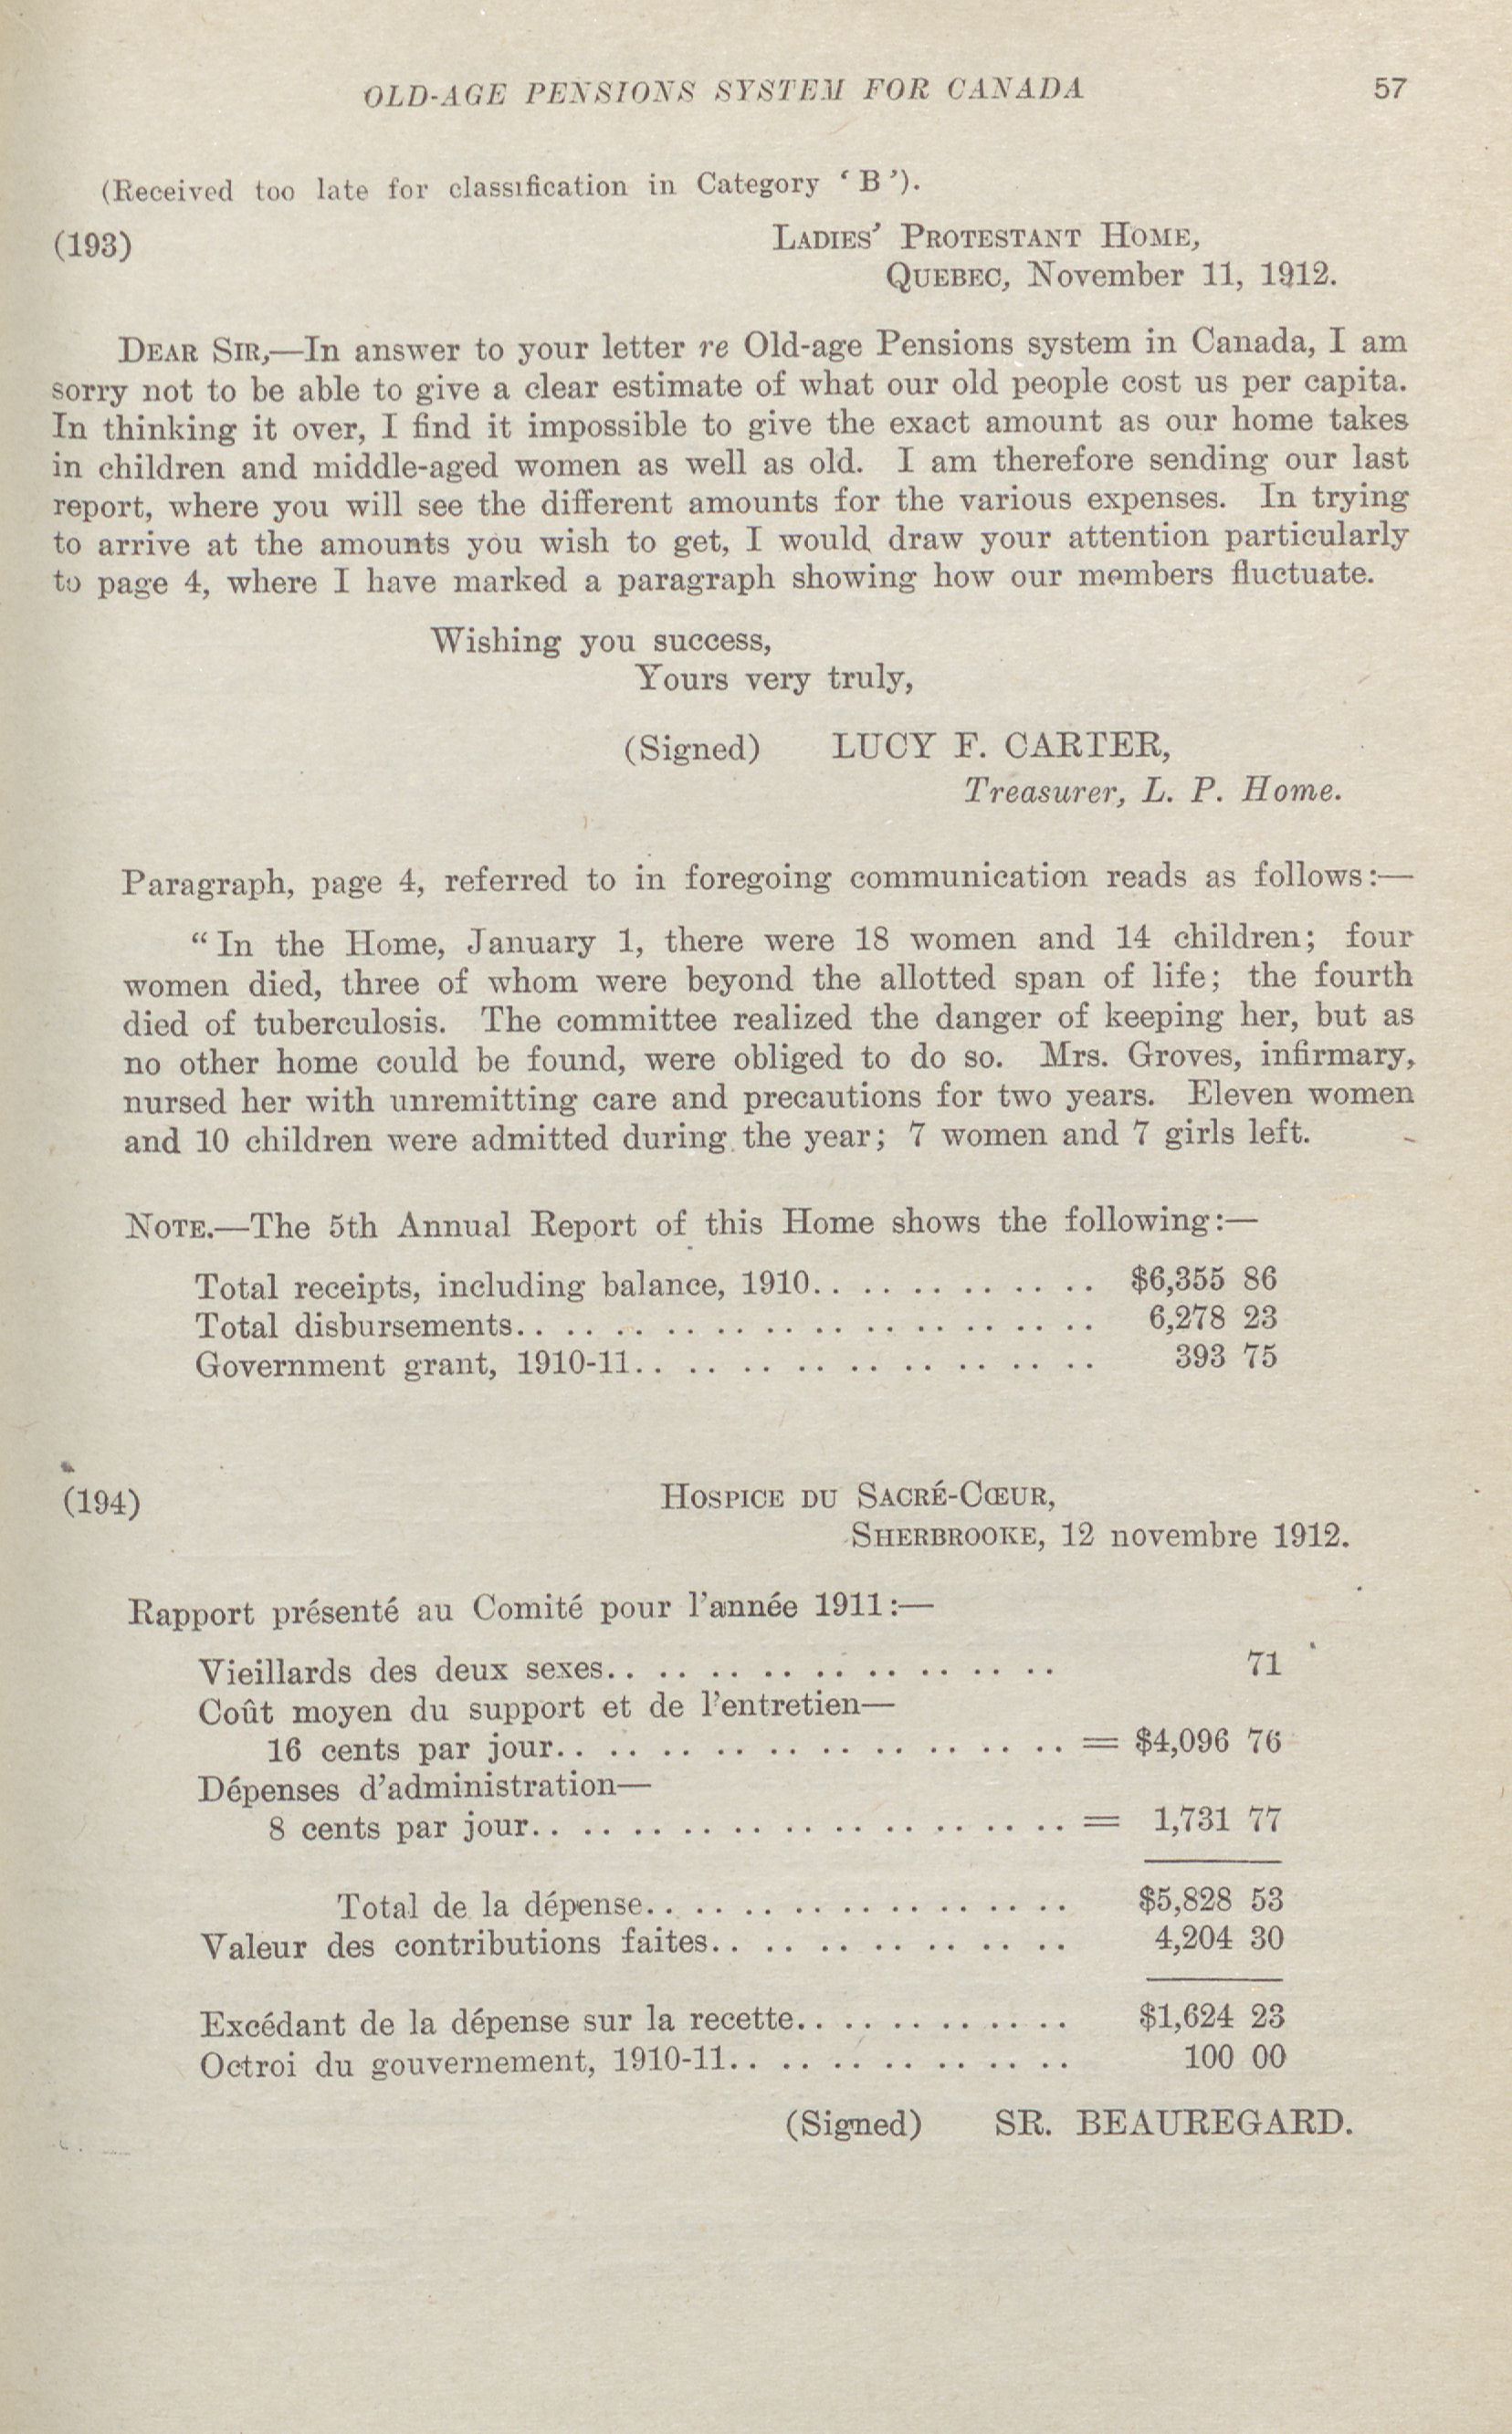 OLD-AGE PENSIONS SYSTEM FOR CANADA 57
(Received too late for classification in Category ‘B’).
(193) LADIES’ PROTESTANT HOME,
QUEBEC, November 11, 1912.
DEAR SIR,—In answer to your letter re Old-age Pensions system in Canada, I am
sorry not to be able to give a clear estimate of what our old people cost us per capita.
In thinking it over, I find it impossible to give the exact amount as our home takes
in children and middle-aged women as well as old. I am therefore sending our last
report, where you will see the different amounts for the various expenses. In trying
to arrive at the amounts you wish to get, I would draw your attention particularly
to page 4, where I have marked a paragraph showing how our members fluctuate.
Wishing you success,
Yours very truly,
(Signed) LUCY F. CARTER,
Treasurer, L. P. Home.
Paragraph, page 4, referred to in foregoing communication reads as follows:—
“In the Home, January 1, there were 18 women and 14 children; four
women died, three of whom were beyond the allotted span of life; the fourth
died of tuberculosis. The committee realized the danger of keeping her, but as
no other home could be found, were obliged to do so. Mrs. Groves, infirmary,
nursed her with unremitting care and precautions for two years. Eleven women
and 10 children were admitted during the year; 7 women and 7 girls left.
NOTE.—The 5th Annual Report of this Home shows the following:—
Total receipts, including balance, 1910.. .. .. .. .. .. $6,355 86
Total disbursements.. .. .. .. .. .. .. .. .. .. .. .. 6,278 23
Government grant, 1910-11.. .. .. .. .. .. .. .. .. .. 393 75
(194) HOSPICE DU SACRÉ-CŒUR,
SHERBROOKE, 12 novembre 1912.
Rapport présenté au Comité pour l’année 1911:—
Vieillards des deux sexes.. .. .. .. .. .. .. .. .. 71
Coût moyen du support et de l’entretien—
16 cents par jour.. .. .. .. .. .. .. .. .. .. = $4,096 76
Dépenses d’administration—
8 cents par jour.. .. .. .. .. .. .. .. .. .. .. = 1,731 77
Total de la dépense.. .. .. .. .. .. .. .. .. $5,828 53
Valeur des contributions faites.. .. .. .. .. .. .. 4,204 30
Excédant de la dépense sur la recette.. .. .. .. .. .. $1,624 23
Octroi du gouvernement, 1910-11.. .. .. .. .. .. .. 100 00
(Signed) SR. BEAUREGARD.